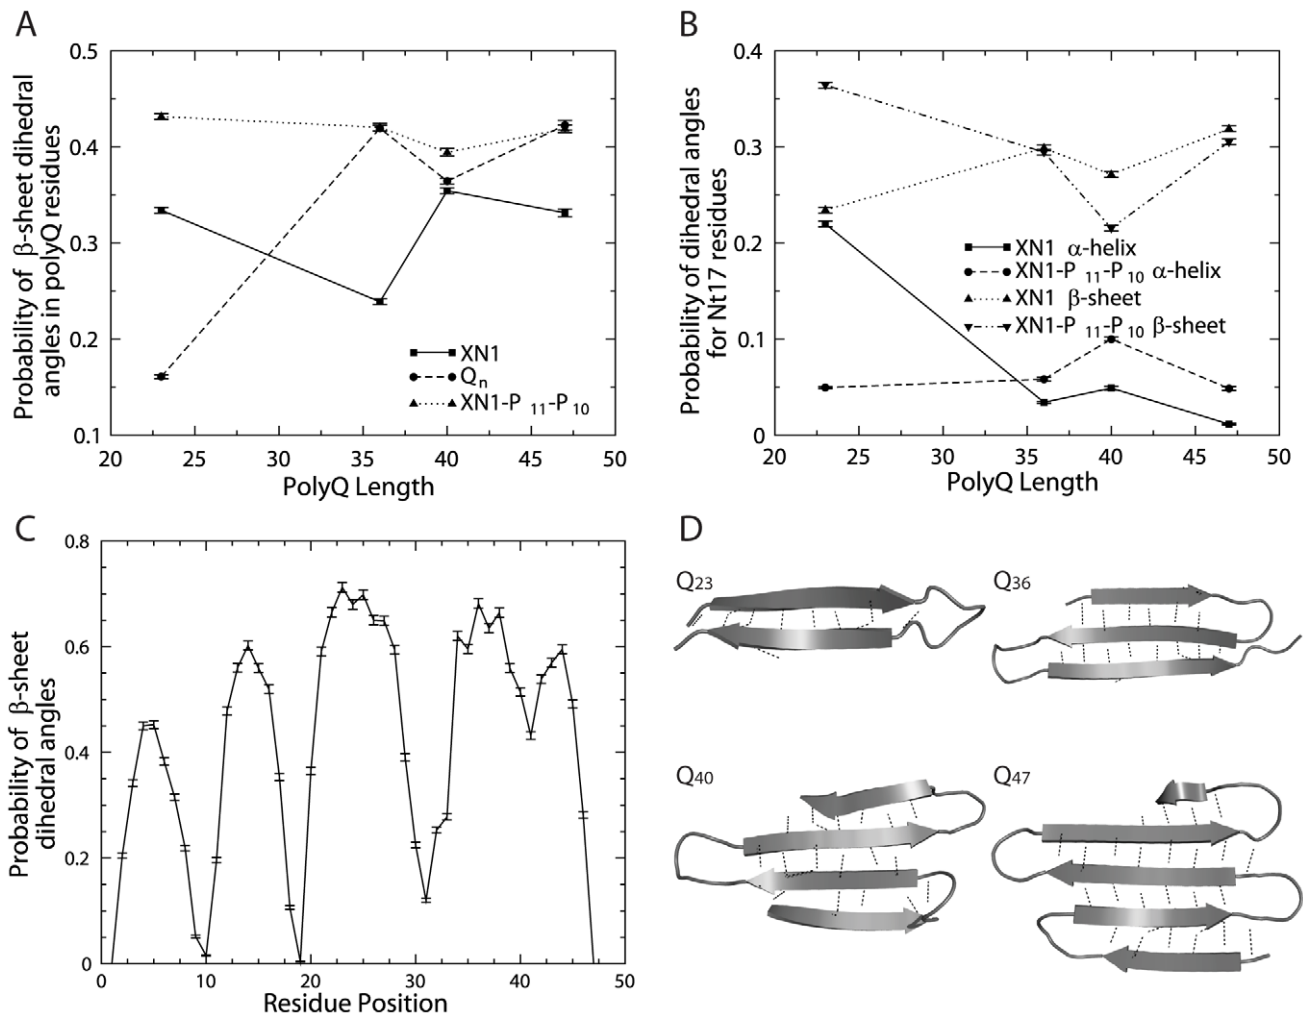 A
Probability of β-sheet dihedral
angles in polyQ residues
0.5
0.4
0.3
0.2
0.1
20 25 30 35 40 45 50
PolyQ Length
XN1
Qn
XN1-P 11-P 10
B
Probability of dihedral angles
for Nt17 residues
0.4
0.3
0.2
0.1
0
20 25 30 35 40 45 50
PolyQ Length
XN1 α-helix
XN1-P 11-P 10 α-helix
XN1 β-sheet
XN1-P 11-P 10 β-sheet
C
Probability of β-sheet
dihedral angles
0.8
0.6
0.4
0.2
0
0 10 20 30 40 50
Residue Position
D
Q23
Q36
Q40
Q47